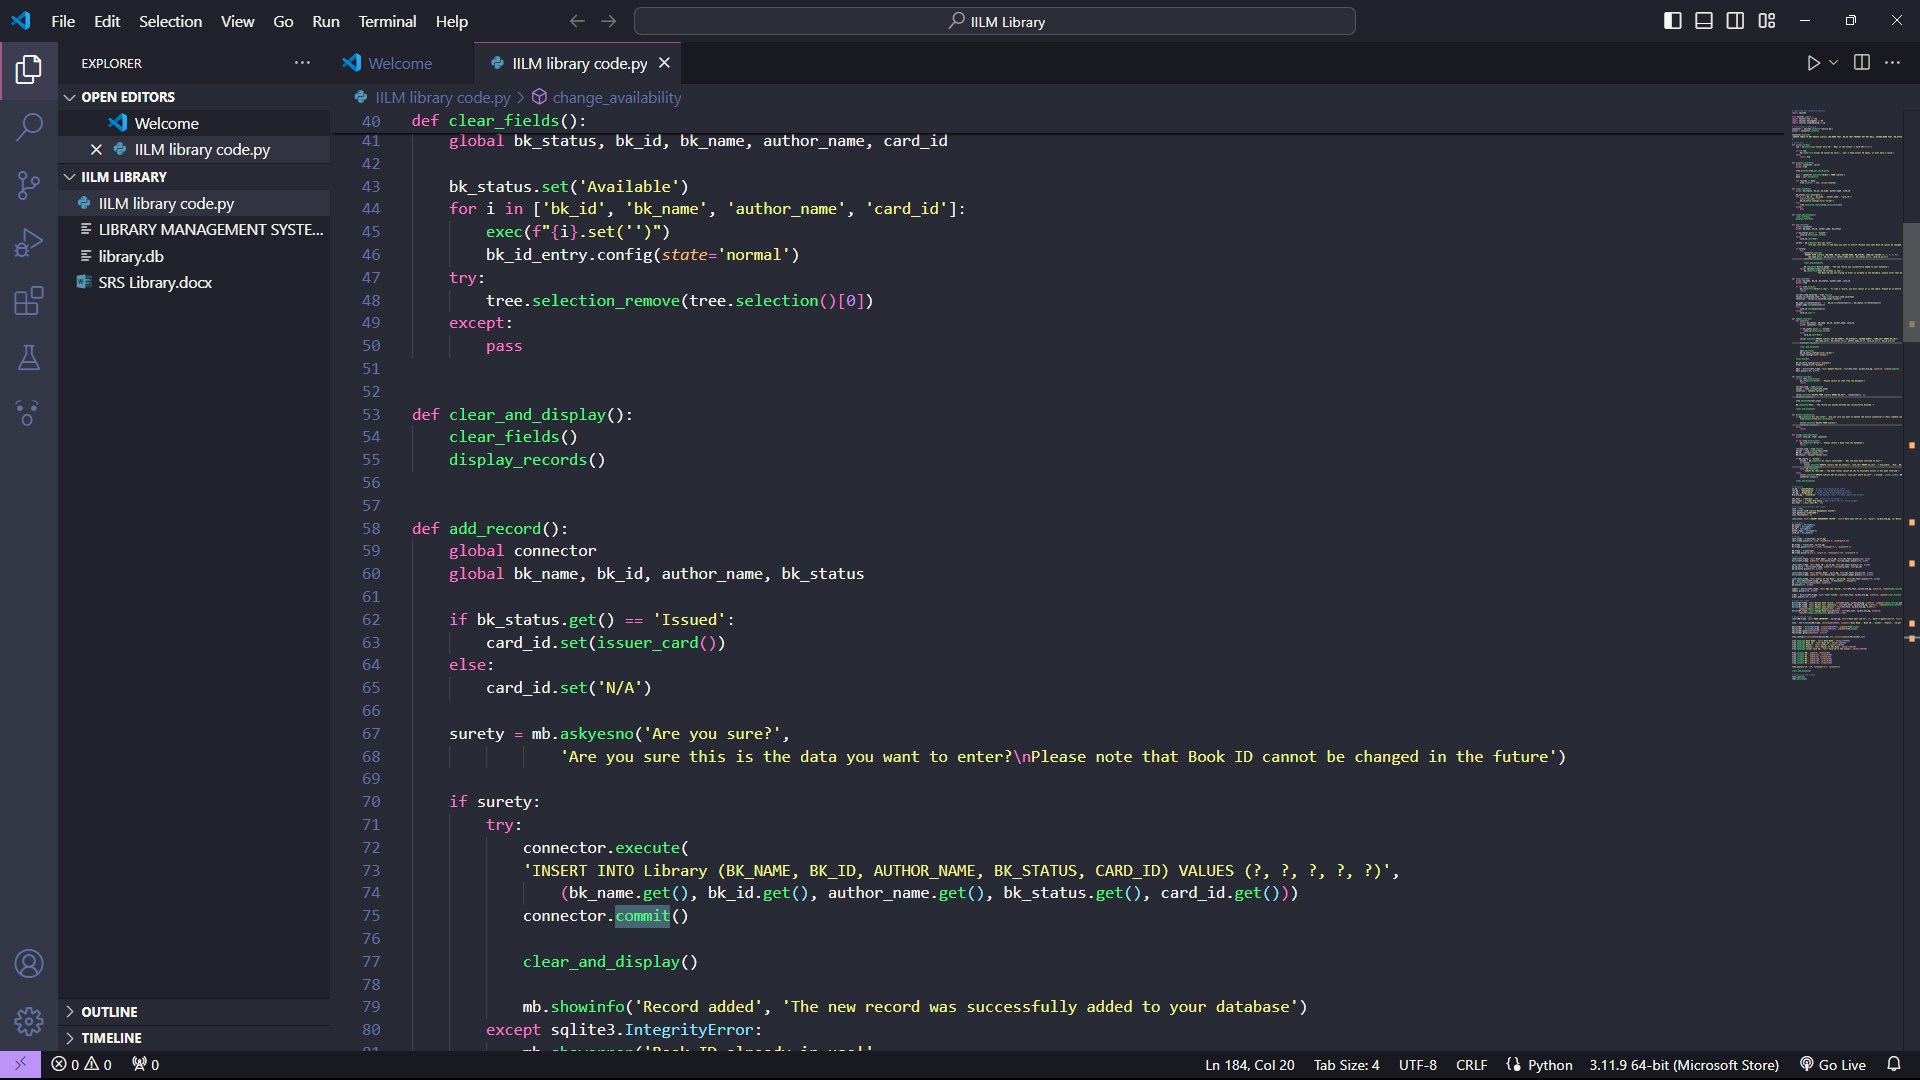 File Edit Selection View Go Run Terminal Help
IILM Library
EXPLORER
Welcome
IILM library code.py
OPEN EDITORS
Welcome
IILM library code.py
IILM LIBRARY
IILM library code.py
LIBRARY MANAGEMENT SYSTE...
library.db
SRS Library.docx
OUTLINE
TIMELINE
IILM library code.py > change_availability
40 def clear_fields():
41 global bk_status, bk_id, bk_name, author_name, card_id
42
43 bk_status.set('Available')
44 for i in ['bk_id', 'bk_name', 'author_name', 'card_id']:
45 exec(f"{i}.set('')")
46 bk_id_entry.config(state='normal')
47 try:
48 tree.selection_remove(tree.selection()[0])
49 except:
50 pass
51
52
53 def clear_and_display():
54 clear_fields()
55 display_records()
56
57
58 def add_record():
59 global connector
60 global bk_name, bk_id, author_name, bk_status
61
62 if bk_status.get() == 'Issued':
63 card_id.set(issuer_card())
64 else:
65 card_id.set('N/A')
66
67 surety = mb.askyesno('Are you sure?',
68 'Are you sure this is the data you want to enter?\nPlease note that Book ID cannot be changed in the future')
69
70 if surety:
71 try:
72 connector.execute(
73 'INSERT INTO Library (BK_NAME, BK_ID, AUTHOR_NAME, BK_STATUS, CARD_ID) VALUES (?, ?, ?, ?, ?)',
74 (bk_name.get(), bk_id.get(), author_name.get(), bk_status.get(), card_id.get()))
75 connector.commit()
76
77 clear_and_display()
78
79 mb.showinfo('Record added', 'The new record was successfully added to your database')
80 except sqlite3.IntegrityError:
81 mb.showerror('Book ID already in use!',
0 0 0
Ln 184, Col 20 Tab Size: 4 UTF-8 CRLF Python 3.11.9 64-bit (Microsoft Store) Go Live